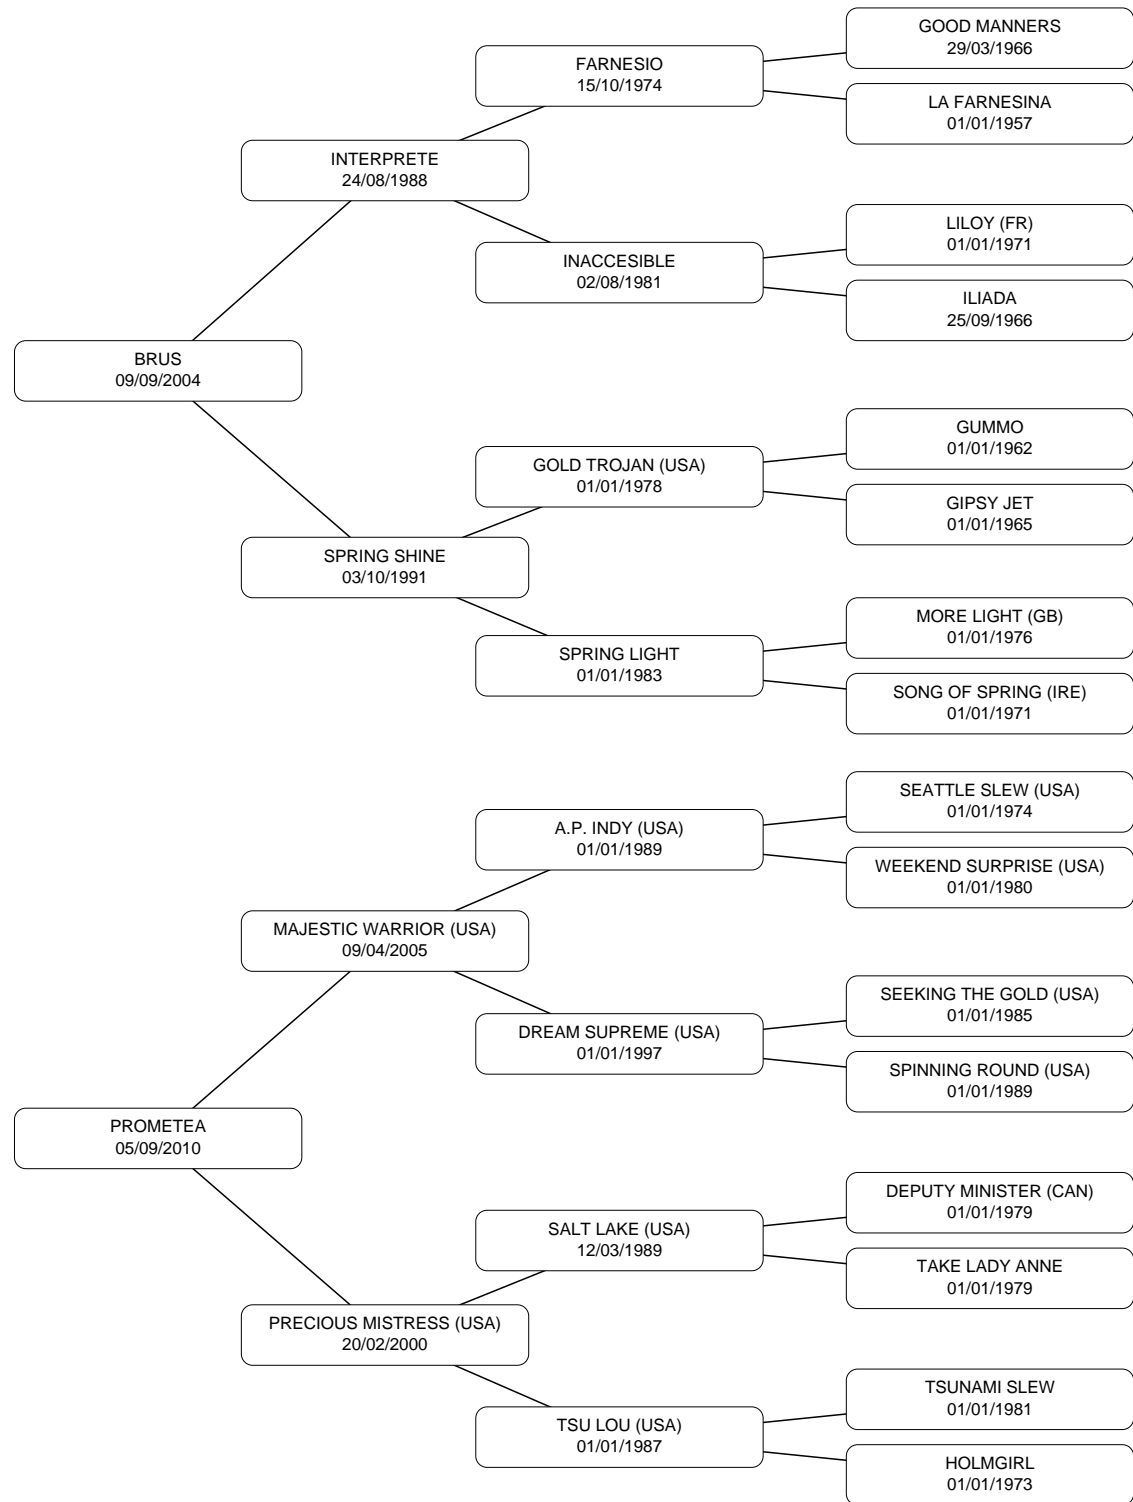 GOOD MANNERS
29/03/1966
FARNESIO
15/10/1974
LA FARNESINA
01/01/1957
INTERPRETE
24/08/1988
LILOY (FR)
01/01/1971
INACCESIBLE
02/08/1981
ILIADA
25/09/1966
BRUS
09/09/2004
GUMMO
01/01/1962
GOLD TROJAN (USA)
01/01/1978
GIPSY JET
01/01/1965
SPRING SHINE
03/10/1991
MORE LIGHT (GB)
01/01/1976
SPRING LIGHT
01/01/1983
SONG OF SPRING (IRE)
01/01/1971
SEATTLE SLEW (USA)
01/01/1974
A.P. INDY (USA)
01/01/1989
WEEKEND SURPRISE (USA)
01/01/1980
MAJESTIC WARRIOR (USA)
09/04/2005
SEEKING THE GOLD (USA)
01/01/1985
DREAM SUPREME (USA)
01/01/1997
SPINNING ROUND (USA)
01/01/1989
PROMETEA
05/09/2010
DEPUTY MINISTER (CAN)
01/01/1979
SALT LAKE (USA)
12/03/1989
TAKE LADY ANNE
01/01/1979
PRECIOUS MISTRESS (USA)
20/02/2000
TSUNAMI SLEW
01/01/1981
TSU LOU (USA)
01/01/1987
HOLMGIRL
01/01/1973